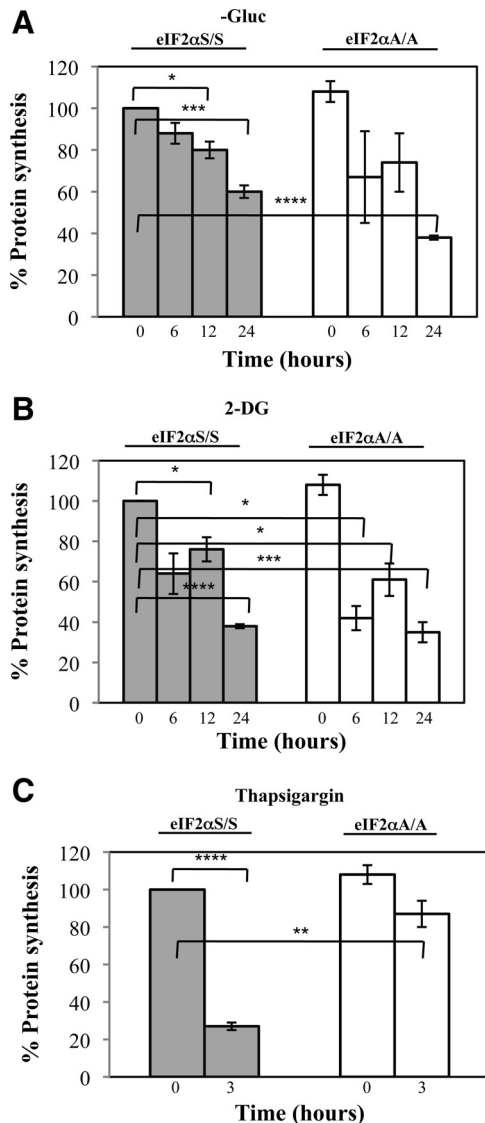 A
-Gluc
eIF2αS/S eIF2αA/A
% Protein synthesis
120
100
80
60
40
20
0
*
***
****
0 6 12 24 0 6 12 24
Time (hours)
B
2-DG
eIF2αS/S eIF2αA/A
% Protein synthesis
120
100
80
60
40
20
0
*
*
*
***
****
0 6 12 24 0 6 12 24
Time (hours)
C
Thapsigargin
eIF2αS/S eIF2αA/A
% Protein synthesis
120
100
80
60
40
20
0
****
**
0 3 0 3
Time (hours)